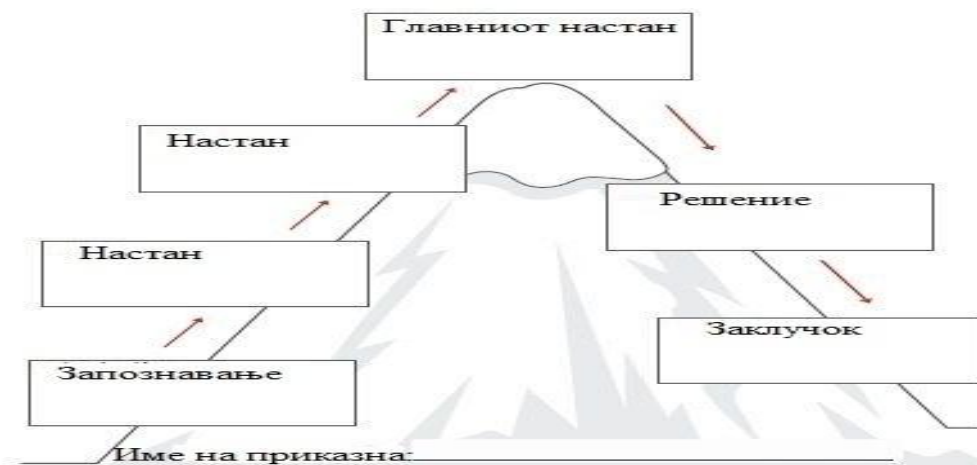 Главниот настан
Настан
Решение
Настан
Заклучок
Запознавање
Име на приказна: